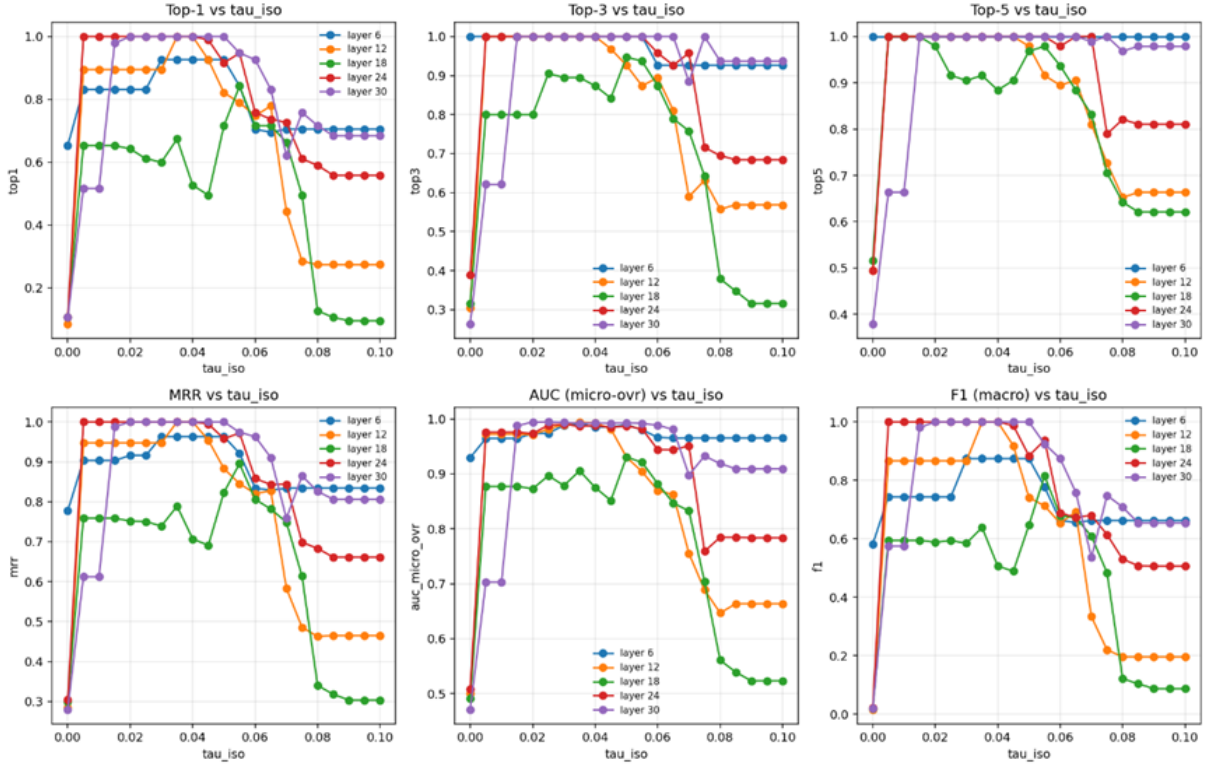 Top-1 vs tau_iso
top1
1.0
0.8
0.6
0.4
0.2
layer 6
layer 12
layer 18
layer 24
layer 30
0.00 0.02 0.04 0.06 0.08 0.10
tau_iso
Top-3 vs tau_iso
top3
1.0
0.9
0.8
0.7
0.6
0.5
0.4
0.3
layer 6
layer 12
layer 18
layer 24
layer 30
0.00 0.02 0.04 0.06 0.08 0.10
tau_iso
Top-5 vs tau_iso
top5
1.0
0.9
0.8
0.7
0.6
0.5
0.4
layer 6
layer 12
layer 18
layer 24
layer 30
0.00 0.02 0.04 0.06 0.08 0.10
tau_iso
MRR vs tau_iso
mrr
1.0
0.9
0.8
0.7
0.6
0.5
0.4
0.3
layer 6
layer 12
layer 18
layer 24
layer 30
0.00 0.02 0.04 0.06 0.08 0.10
tau_iso
AUC (micro-ovr) vs tau_iso
auc_micro_ovr
1.0
0.9
0.8
0.7
0.6
0.5
layer 6
layer 12
layer 18
layer 24
layer 30
0.00 0.02 0.04 0.06 0.08 0.10
tau_iso
F1 (macro) vs tau_iso
f1
1.0
0.8
0.6
0.4
0.2
0.0
layer 6
layer 12
layer 18
layer 24
layer 30
0.00 0.02 0.04 0.06 0.08 0.10
tau_iso